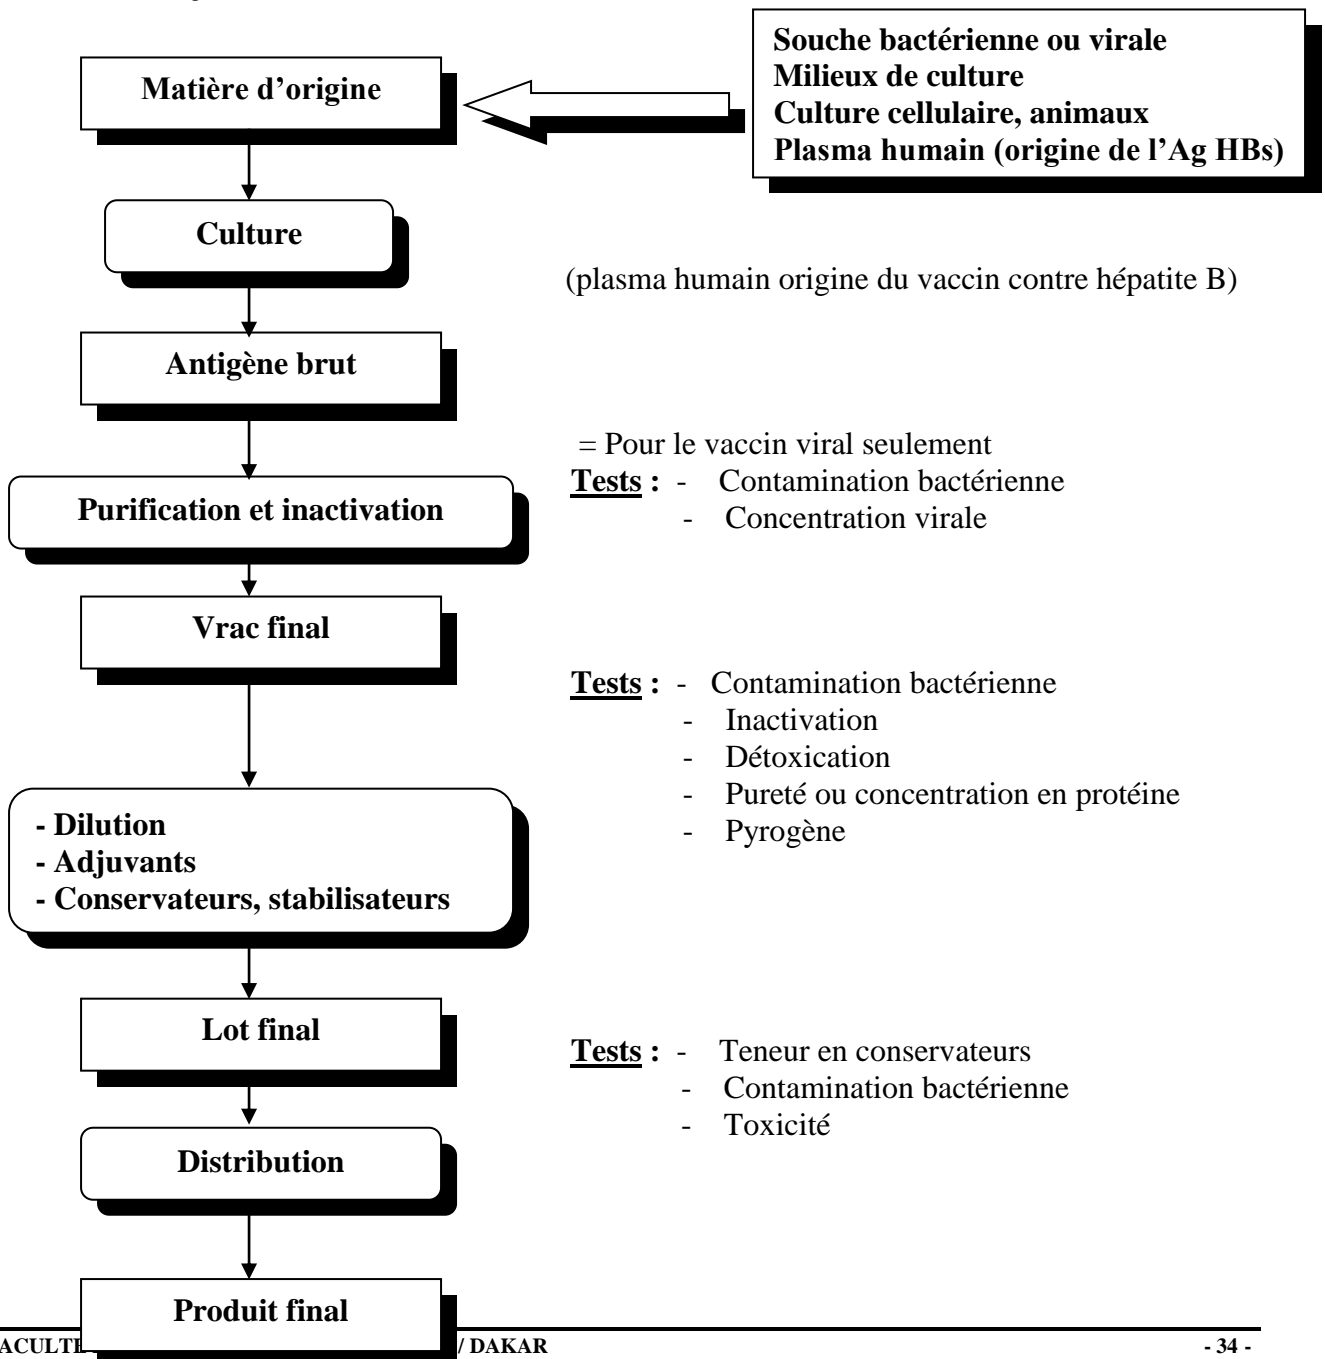 Souche bactérienne ou virale
Milieux de culture
Culture cellulaire, animaux
Plasma humain (origine de l’Ag HBs)
Matière d’origine
Culture
(plasma humain origine du vaccin contre hépatite B)
Antigène brut
= Pour le vaccin viral seulement
Tests : - Contamination bactérienne
- Concentration virale
Purification et inactivation
Vrac final
Tests : - Contamination bactérienne
- Inactivation
- Détoxication
- Pureté ou concentration en protéine
- Pyrogène
- Dilution
- Adjuvants
- Conservateurs, stabilisateurs
Lot final
Tests : - Teneur en conservateurs
- Contamination bactérienne
- Toxicité
Distribution
Produit final
/ DAKAR - 34 -